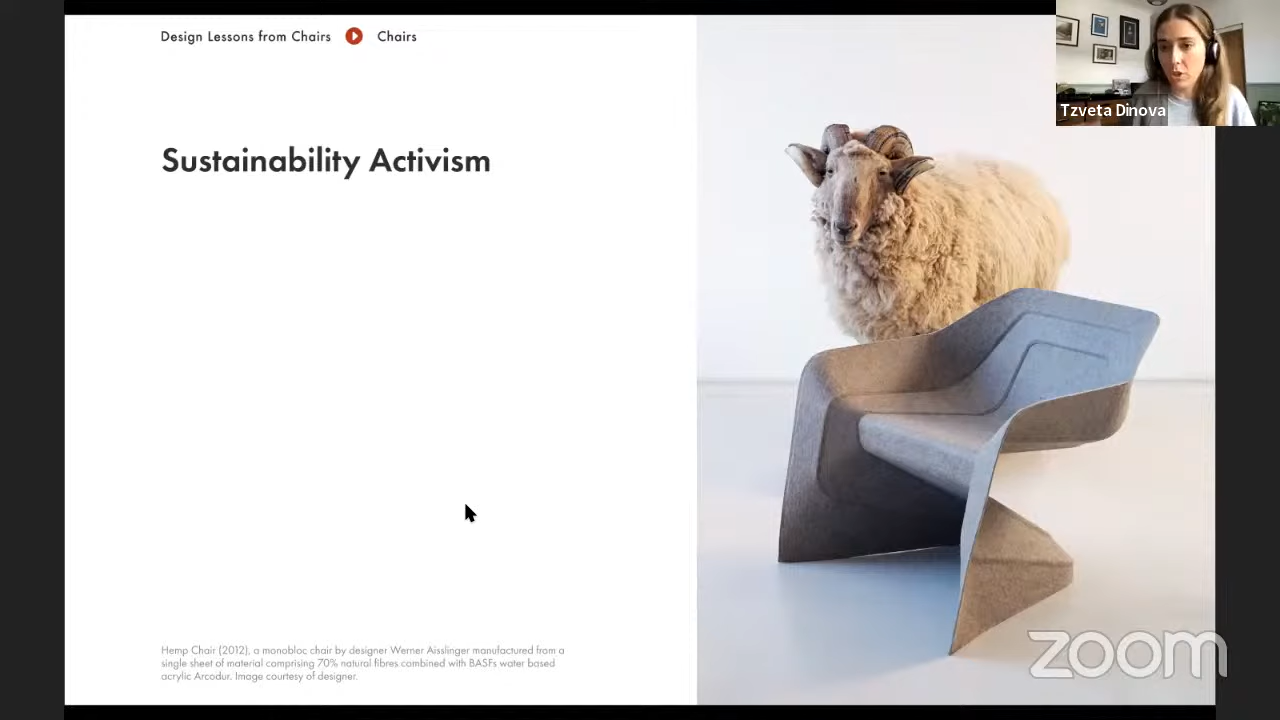 Design Lessons from Chairs Chairs
Tzveta Dinova
Sustainability Activism
Hemp Chair (2012), a monobloc chair by designer Werner Aisslinger manufactured from a
single sheet of material comprising 70% natural fibres combined with BASFs water based
acrylic Arcodur. Image courtesy of designer.
zoom